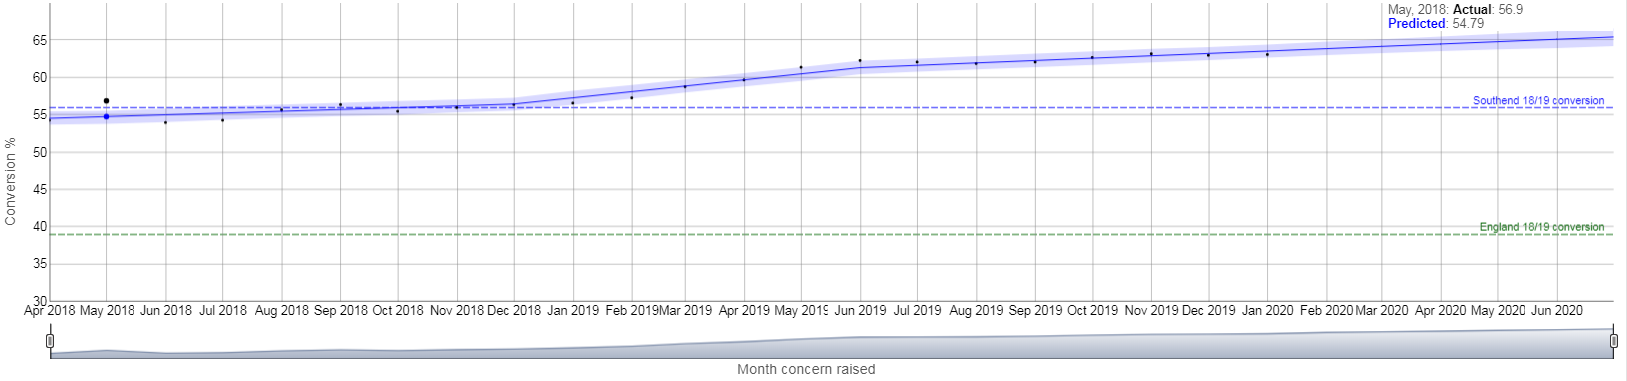 May, 2018: Actual: 56.9
Predicted: 54.79
65
60
Southend 18/19 conversion
55
50
45
40
England 18/19 conversion
35
30
Conversion %
Apr 2018 May 2018 Jun 2018 Jul 2018 Aug 2018 Sep 2018 Oct 2018 Nov 2018 Dec 2018 Jan 2019 Feb 2019 Mar 2019 Apr 2019 May 2019 Jun 2019 Jul 2019 Aug 2019 Sep 2019 Oct 2019 Nov 2019 Dec 2019 Jan 2020 Feb 2020 Mar 2020 Apr 2020 May 2020 Jun 2020
Month concern raised